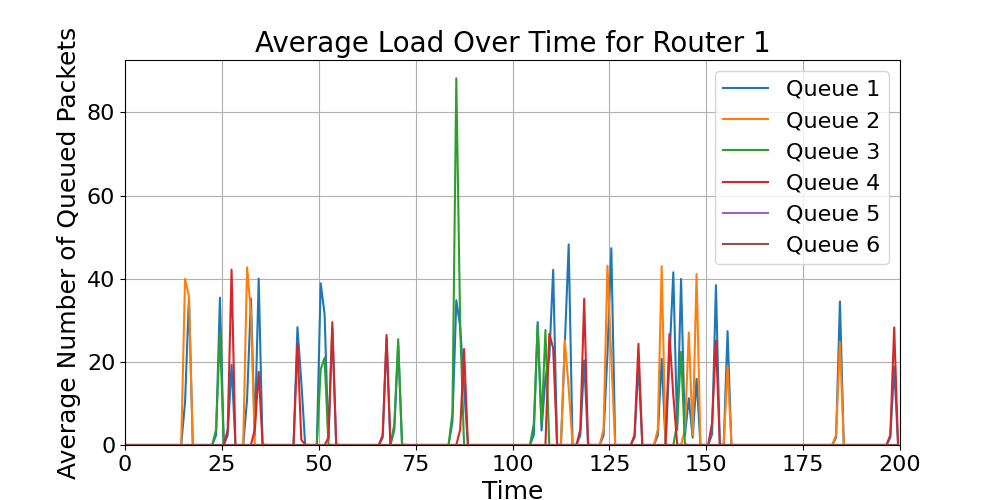 Average Load Over Time for Router 1
Average Number of Queued Packets
80
60
40
20
0
0 25 50 75 100 125 150 175 200
Time
Queue 1
Queue 2
Queue 3
Queue 4
Queue 5
Queue 6